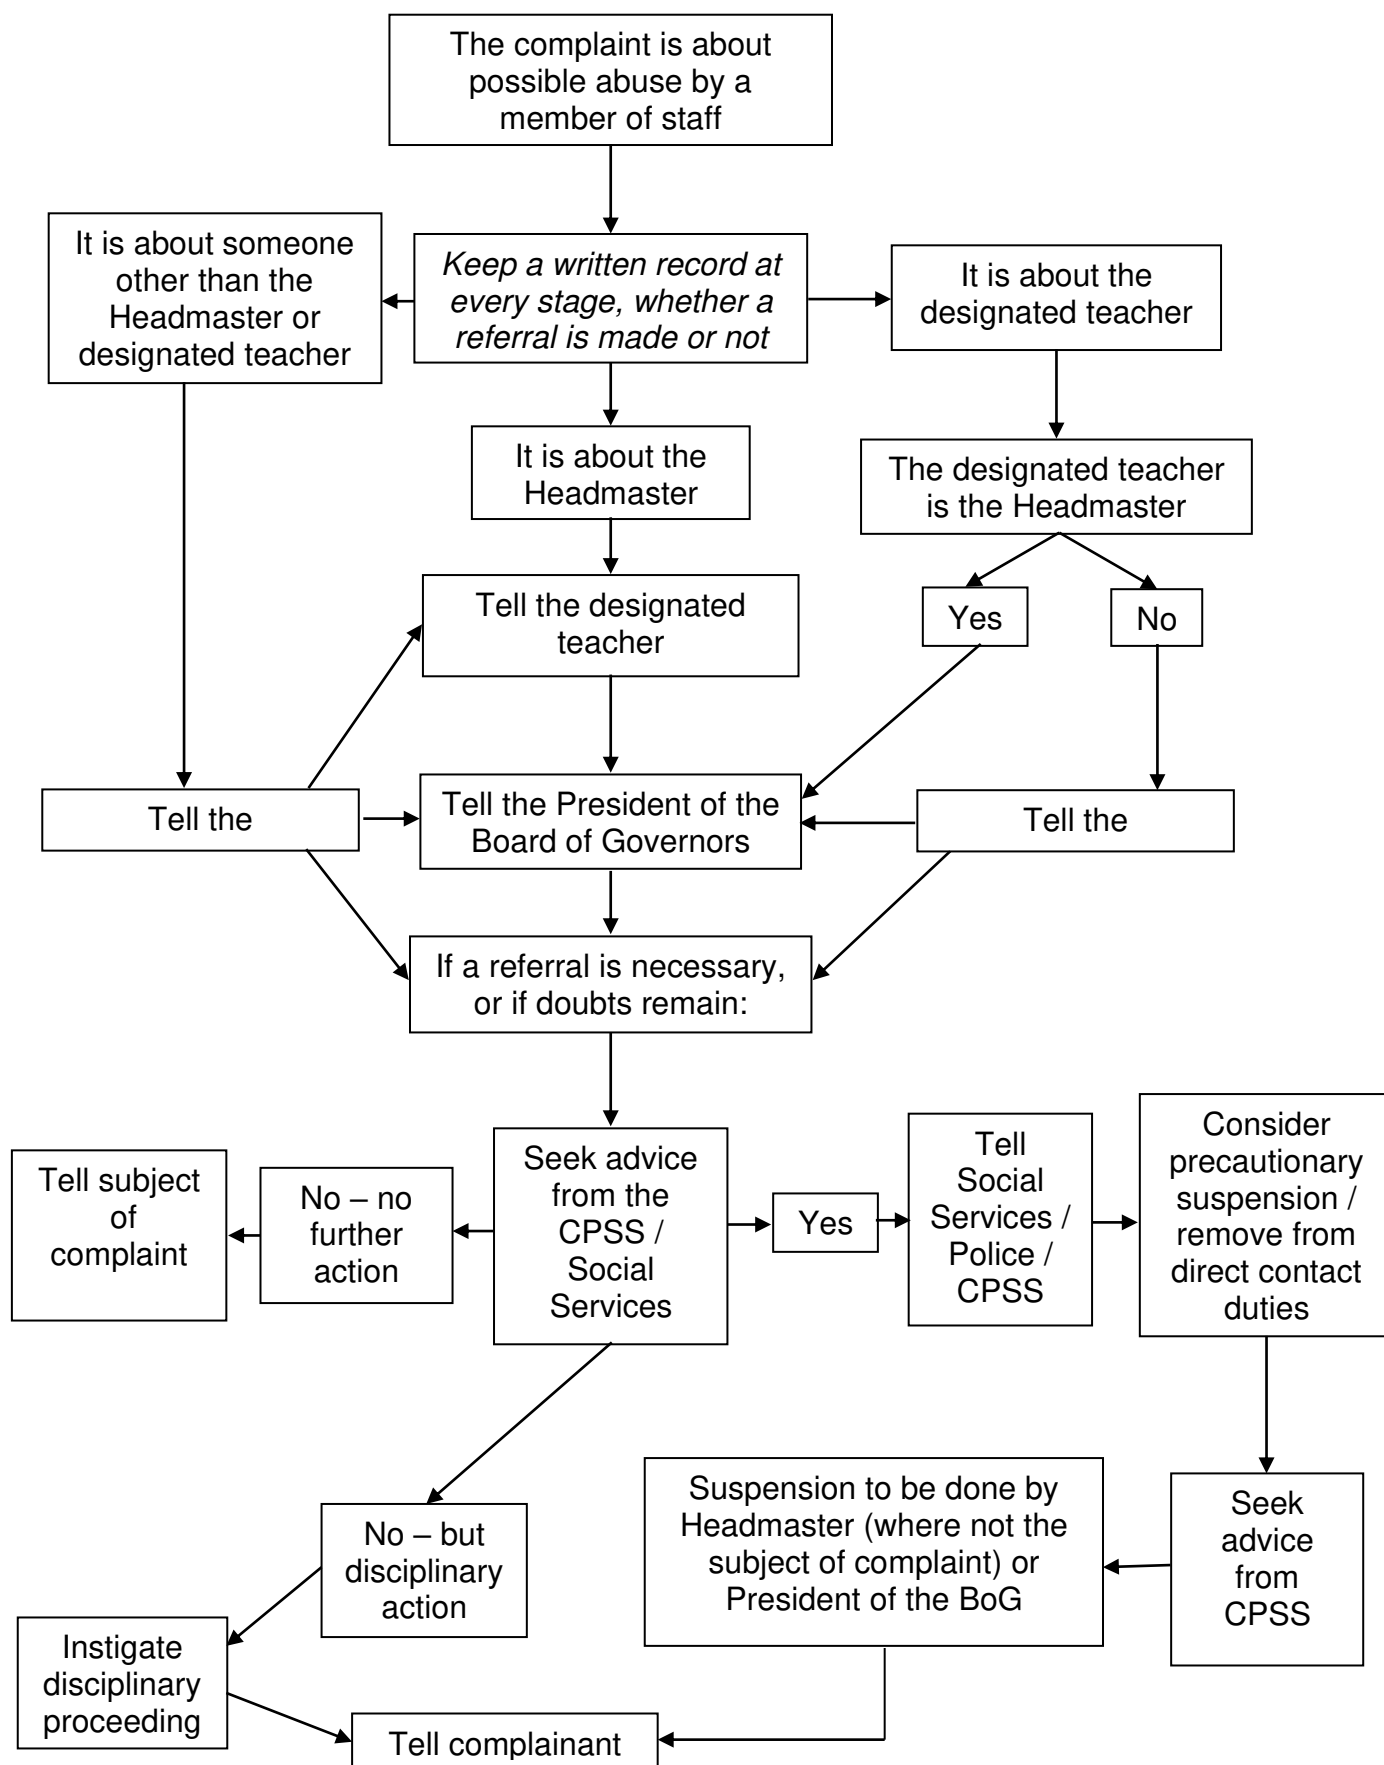 The complaint is about
possible abuse by a
member of staff
It is about someone
other than the
Headmaster or
designated teacher
Keep a written record at
every stage, whether a
referral is made or not
It is about the
designated teacher
It is about the
Headmaster
The designated teacher
is the Headmaster
Tell the designated
teacher
Yes
No
Tell the
Tell the President of the
Board of Governors
Tell the
If a referral is necessary,
or if doubts remain:
Tell subject
of
complaint
No – no
further
action
Seek advice
from the
CPSS /
Social
Services
Yes
Tell
Social
Services /
Police /
CPSS
Consider
precautionary
suspension /
remove from
direct contact
duties
No – but
disciplinary
action
Suspension to be done by
Headmaster (where not the
subject of complaint) or
President of the BoG
Seek
advice
from
CPSS
Instigate
disciplinary
proceeding
Tell complainant